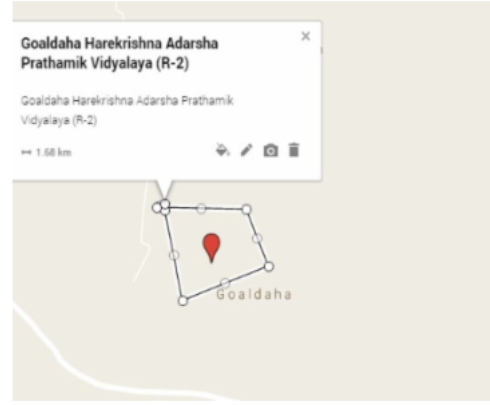 Goaldaha Harekrishna Adarsha
Prathamik Vidyalaya (R-2)
Goaldaha Harekrishna Adarsha Prathamik
Vidyalaya (R-2)
1.68 km
Goaldaha